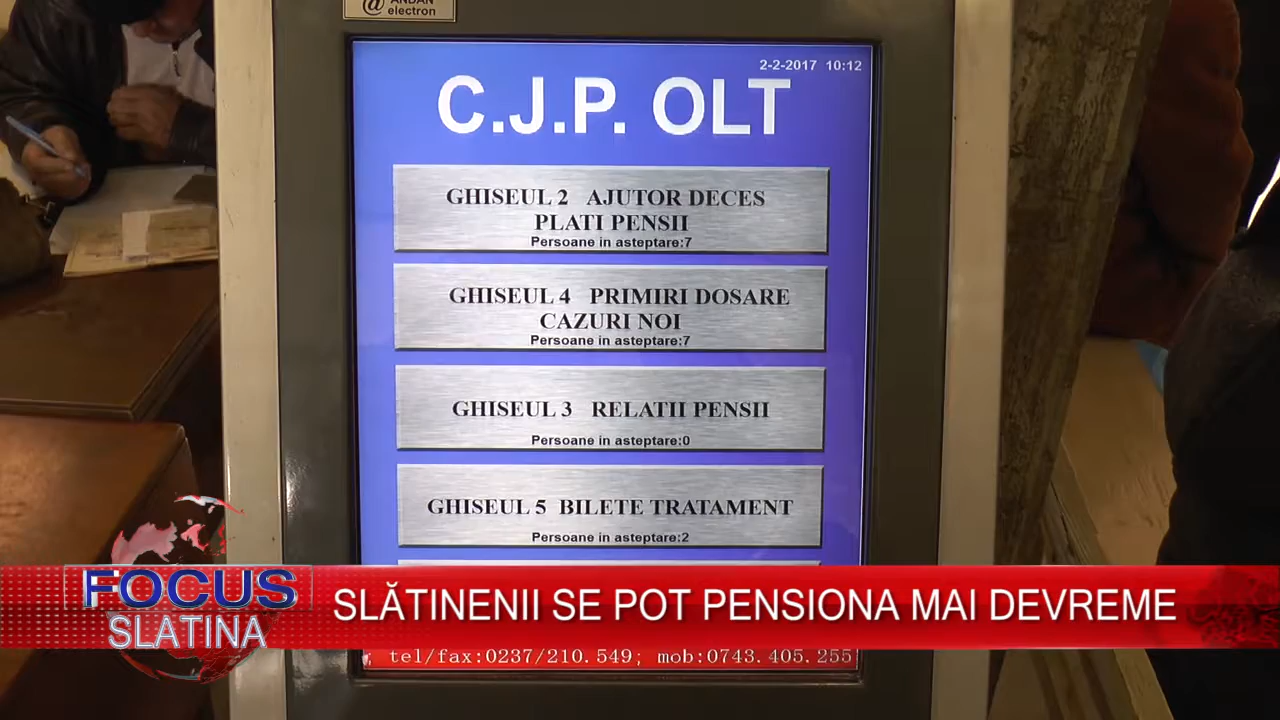 @ ANDAN
electron
2-2-2017 10:12
C.J.P. OLT
GHISEUL 2 AJUTOR DECES
PLATI PENSII
Persoane in asteptare:7
GHISEUL 4 PRIMIRI DOSARE
CAZURI NOI
Persoane in asteptare:7
GHISEUL 3 RELATII PENSII
Persoane in asteptare:0
GHISEUL 5 BILETE TRATAMENT
Persoane in asteptare:2
FOCUS
SLATINA
SLĂTINENII SE POT PENSIONA MAI DEVREME
; tel/fax:0237/210.549; mob:0743.405.255